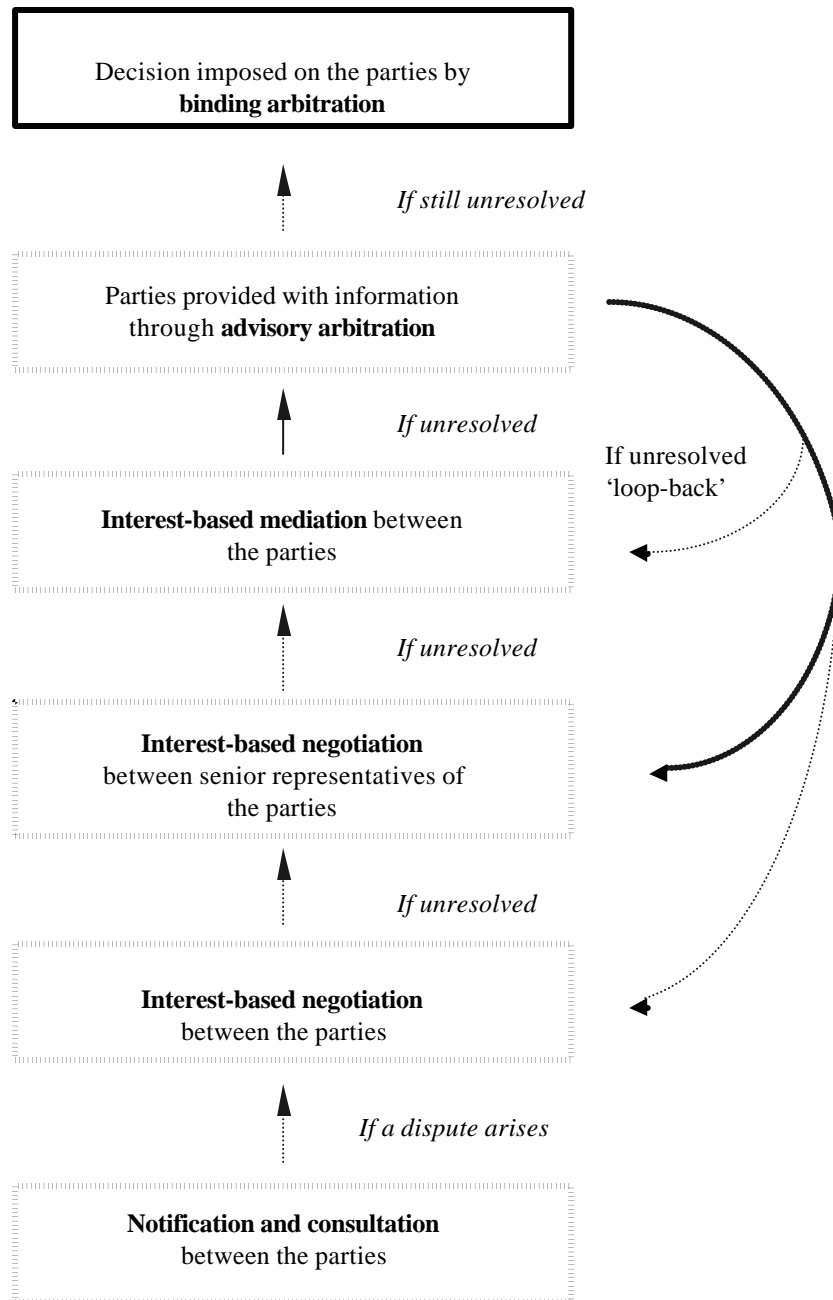 Decision imposed on the parties by
binding arbitration
If still unresolved
Parties provided with information
through advisory arbitration
If unresolved
If unresolved
‘loop-back’
Interest-based mediation between
the parties
If unresolved
Interest-based negotiation
between senior representatives of
the parties
If unresolved
Interest-based negotiation
between the parties
If a dispute arises
Notification and consultation
between the parties